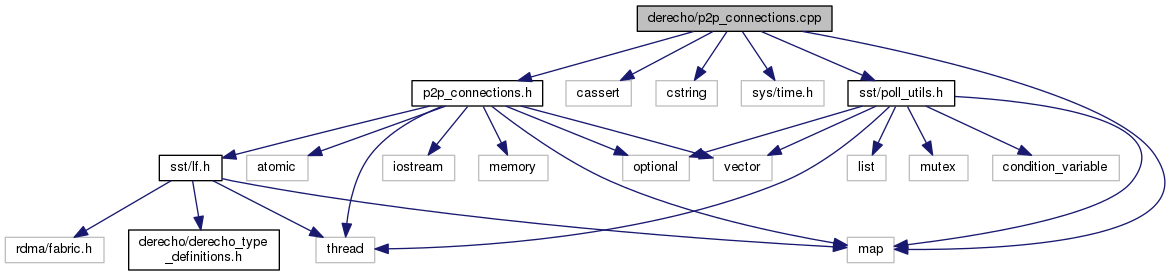 derecho/p2p_connections.cpp
p2p_connections.h
cassert
cstring
sys/time.h
sst/poll_utils.h
sst/lf.h
atomic
iostream
memory
optional
vector
list
mutex
condition_variable
rdma/fabric.h
derecho/derecho_type
_definitions.h
thread
map